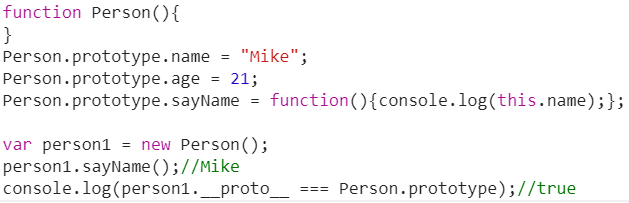 function Person(){
}
Person.prototype.name = "Mike";
Person.prototype.age = 21;
Person.prototype.sayName = function(){console.log(this.name);};
var person1 = new Person();
person1.sayName();//Mike
console.log(person1.__proto__ === Person.prototype);//true